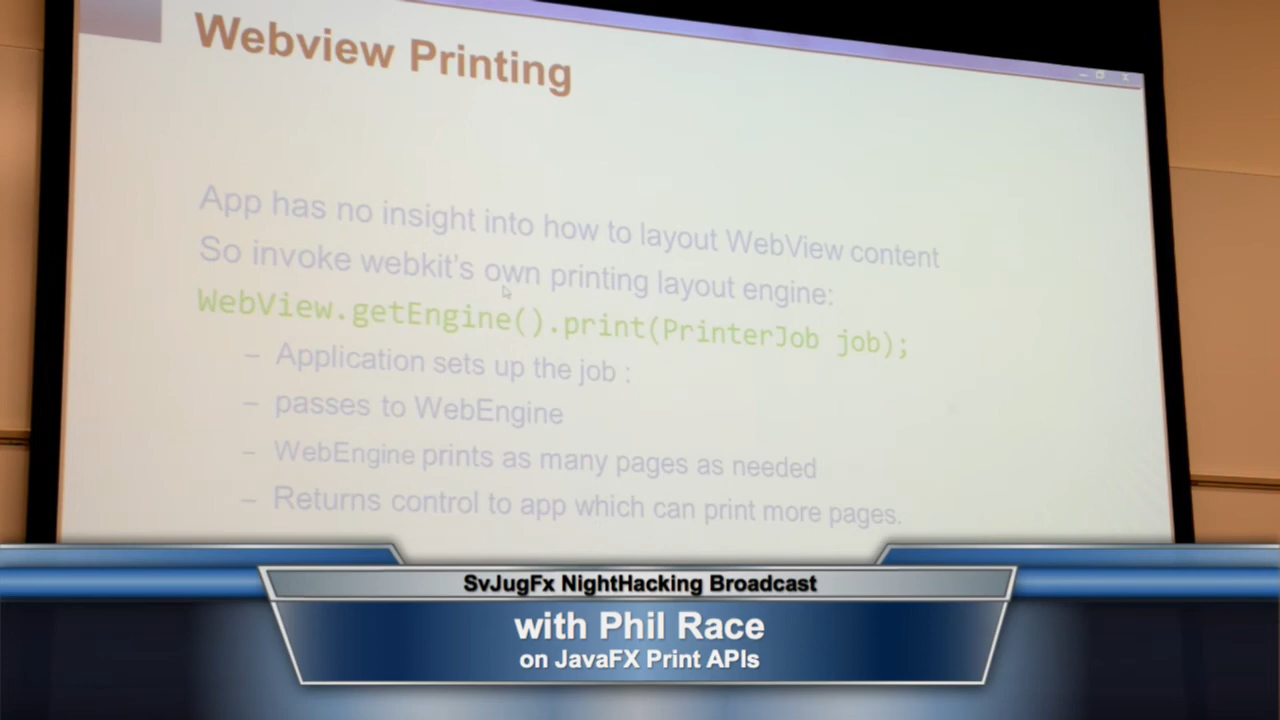 Webview Printing
App has no insight into how to layout WebView content
So invoke webkit's own printing layout engine:
WebView.getEngine().print(PrinterJob job);
– Application sets up the job :
– passes to WebEngine
– WebEngine prints as many pages as needed
– Returns control to app which can print more pages.
SvJugFx NightHacking Broadcast
with Phil Race
on JavaFX Print APIs